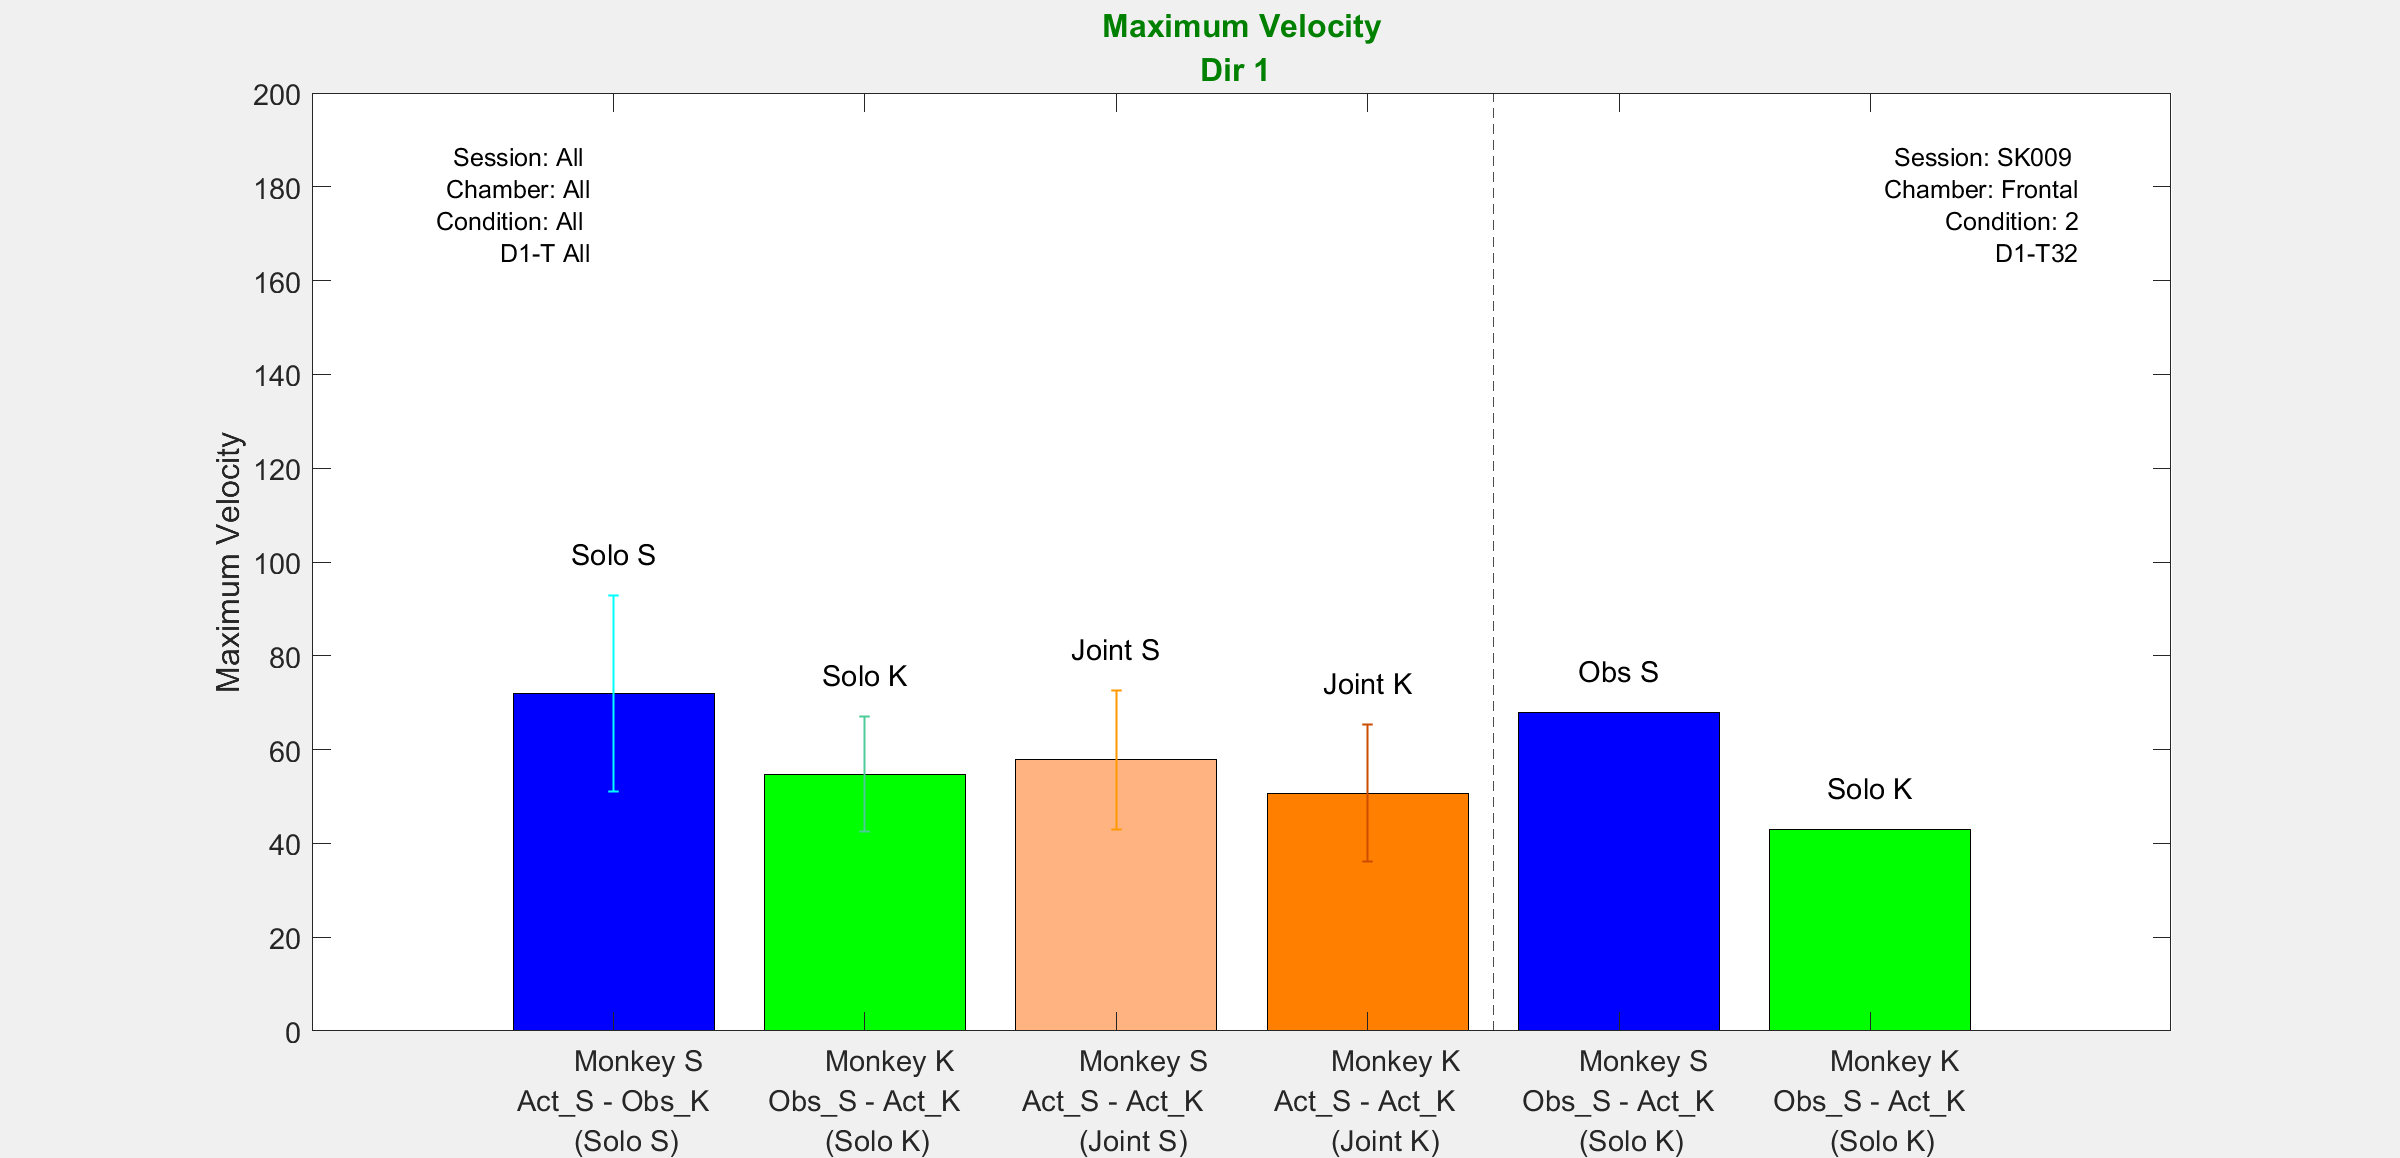 Maximum Velocity
Dir 1
200
180
160
140
120
100
80
60
40
20
0
Maximum Velocity
Session: All
Chamber: All
Condition: All
D1-T All
Session: SK009
Chamber: Frontal
Condition: 2
D1-T32
Solo S
Solo K
Joint S
Joint K
Obs S
Solo K
Monkey S
Act_S - Obs_K
(Solo S)
Monkey K
Obs_S - Act_K
(Solo K)
Monkey S
Act_S - Act_K
(Joint S)
Monkey K
Act_S - Act_K
(Joint K)
Monkey S
Obs_S - Act_K
(Solo K)
Monkey K
Obs_S - Act_K
(Solo K)